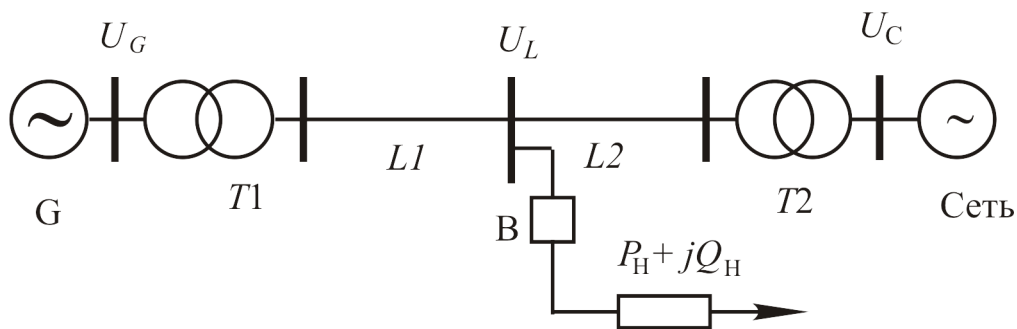 U_G
U_L
U_C
~
~
L1
L2
G
T1
T2
Сеть
В
P_Н + jQ_Н